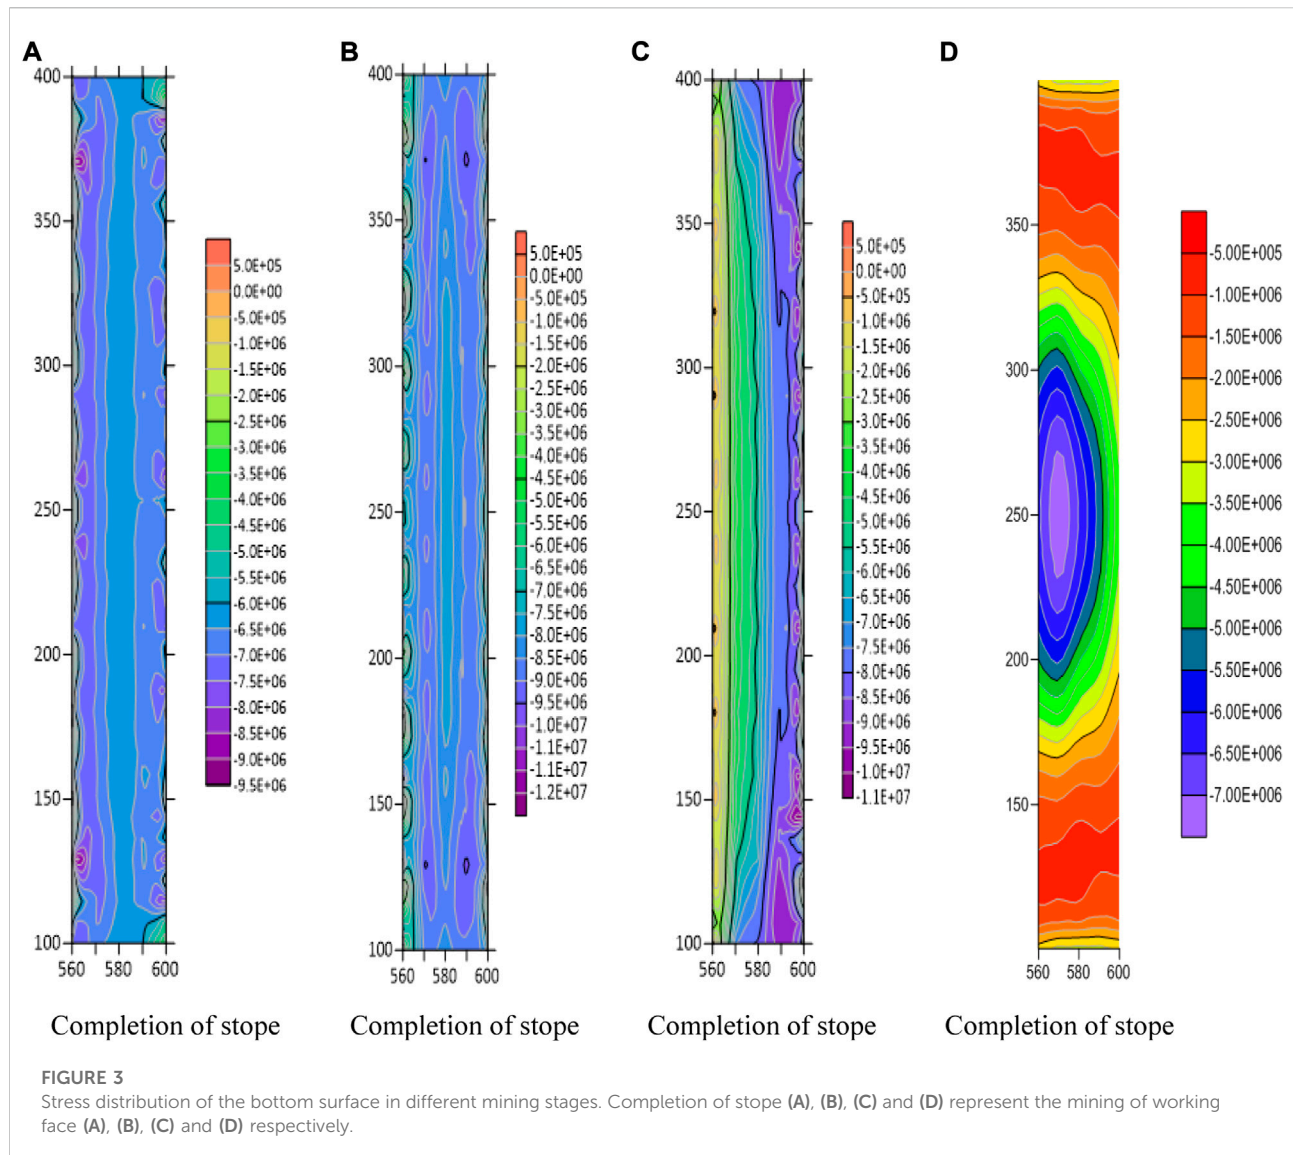 A
B
C
D
400
350
300
250
200
150
100
560
580
600
5.0E+05
0.0E+00
-5.0E+05
-1.0E+06
-1.5E+06
-2.0E+06
-2.5E+06
-3.0E+06
-3.5E+06
-4.0E+06
-4.5E+06
-5.0E+06
-5.5E+06
-6.0E+06
-6.5E+06
-7.0E+06
-7.5E+06
-8.0E+06
-8.5E+06
-9.0E+06
-9.5E+06
400
350
300
250
200
150
100
560
580
600
5.0E+05
0.0E+00
-5.0E+05
-1.0E+06
-1.5E+06
-2.0E+06
-2.5E+06
-3.0E+06
-3.5E+06
-4.0E+06
-4.5E+06
-5.0E+06
-5.5E+06
-6.0E+06
-6.5E+06
-7.0E+06
-7.5E+06
-8.0E+06
-8.5E+06
-9.0E+06
-9.5E+06
-1.0E+07
-1.1E+07
-1.1E+07
-1.2E+07
400
350
300
250
200
150
100
560
580
600
5.0E+05
0.0E+00
-5.0E+05
-1.0E+06
-1.5E+06
-2.0E+06
-2.5E+06
-3.0E+06
-3.5E+06
-4.0E+06
-4.5E+06
-5.0E+06
-5.5E+06
-6.0E+06
-6.5E+06
-7.0E+06
-7.5E+06
-8.0E+06
-8.5E+06
-9.0E+06
-9.5E+06
-1.0E+07
-1.1E+07
350
300
250
200
150
560
580
600
-5.00E+005
-1.00E+006
-1.50E+006
-2.00E+006
-2.50E+006
-3.00E+006
-3.50E+006
-4.00E+006
-4.50E+006
-5.00E+006
-5.50E+006
-6.00E+006
-6.50E+006
-7.00E+006
Completion of stope
Completion of stope
Completion of stope
Completion of stope
FIGURE 3
Stress distribution of the bottom surface in different mining stages. Completion of stope (A), (B), (C) and (D) represent the mining of working
face (A), (B), (C) and (D) respectively.